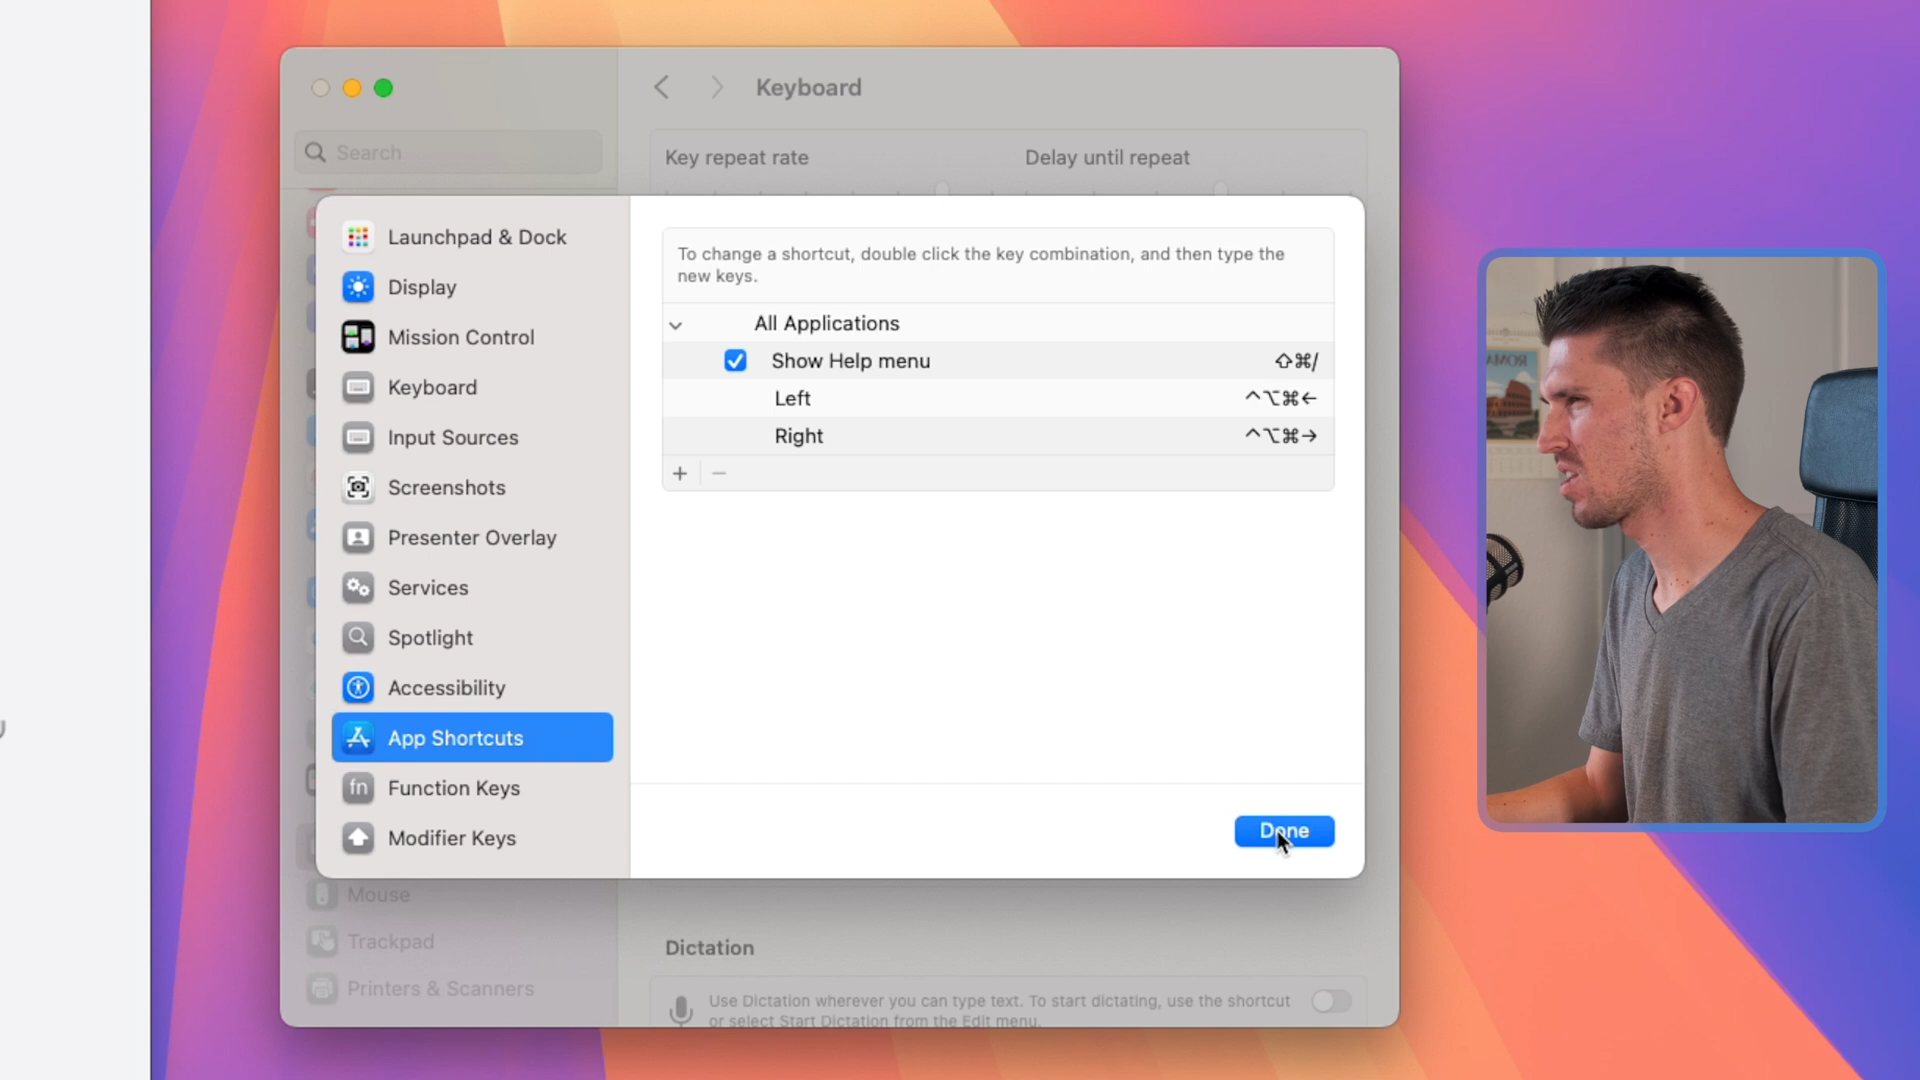 Keyboard
Search
Key repeat rate
Delay until repeat
Launchpad & Dock
Display
Mission Control
Keyboard
Input Sources
Screenshots
Presenter Overlay
Services
Spotlight
Accessibility
App Shortcuts
fn Function Keys
Modifier Keys
To change a shortcut, double click the key combination, and then type the
new keys.
All Applications
Show Help menu ⇧⌘/
Left ^⌥⌘←
Right ^⌥⌘→
+ −
Done
Mouse
Trackpad
Printers & Scanners
Dictation
Use Dictation wherever you can type text. To start dictating, use the shortcut
or select Start Dictation from the Edit menu.
ROMA